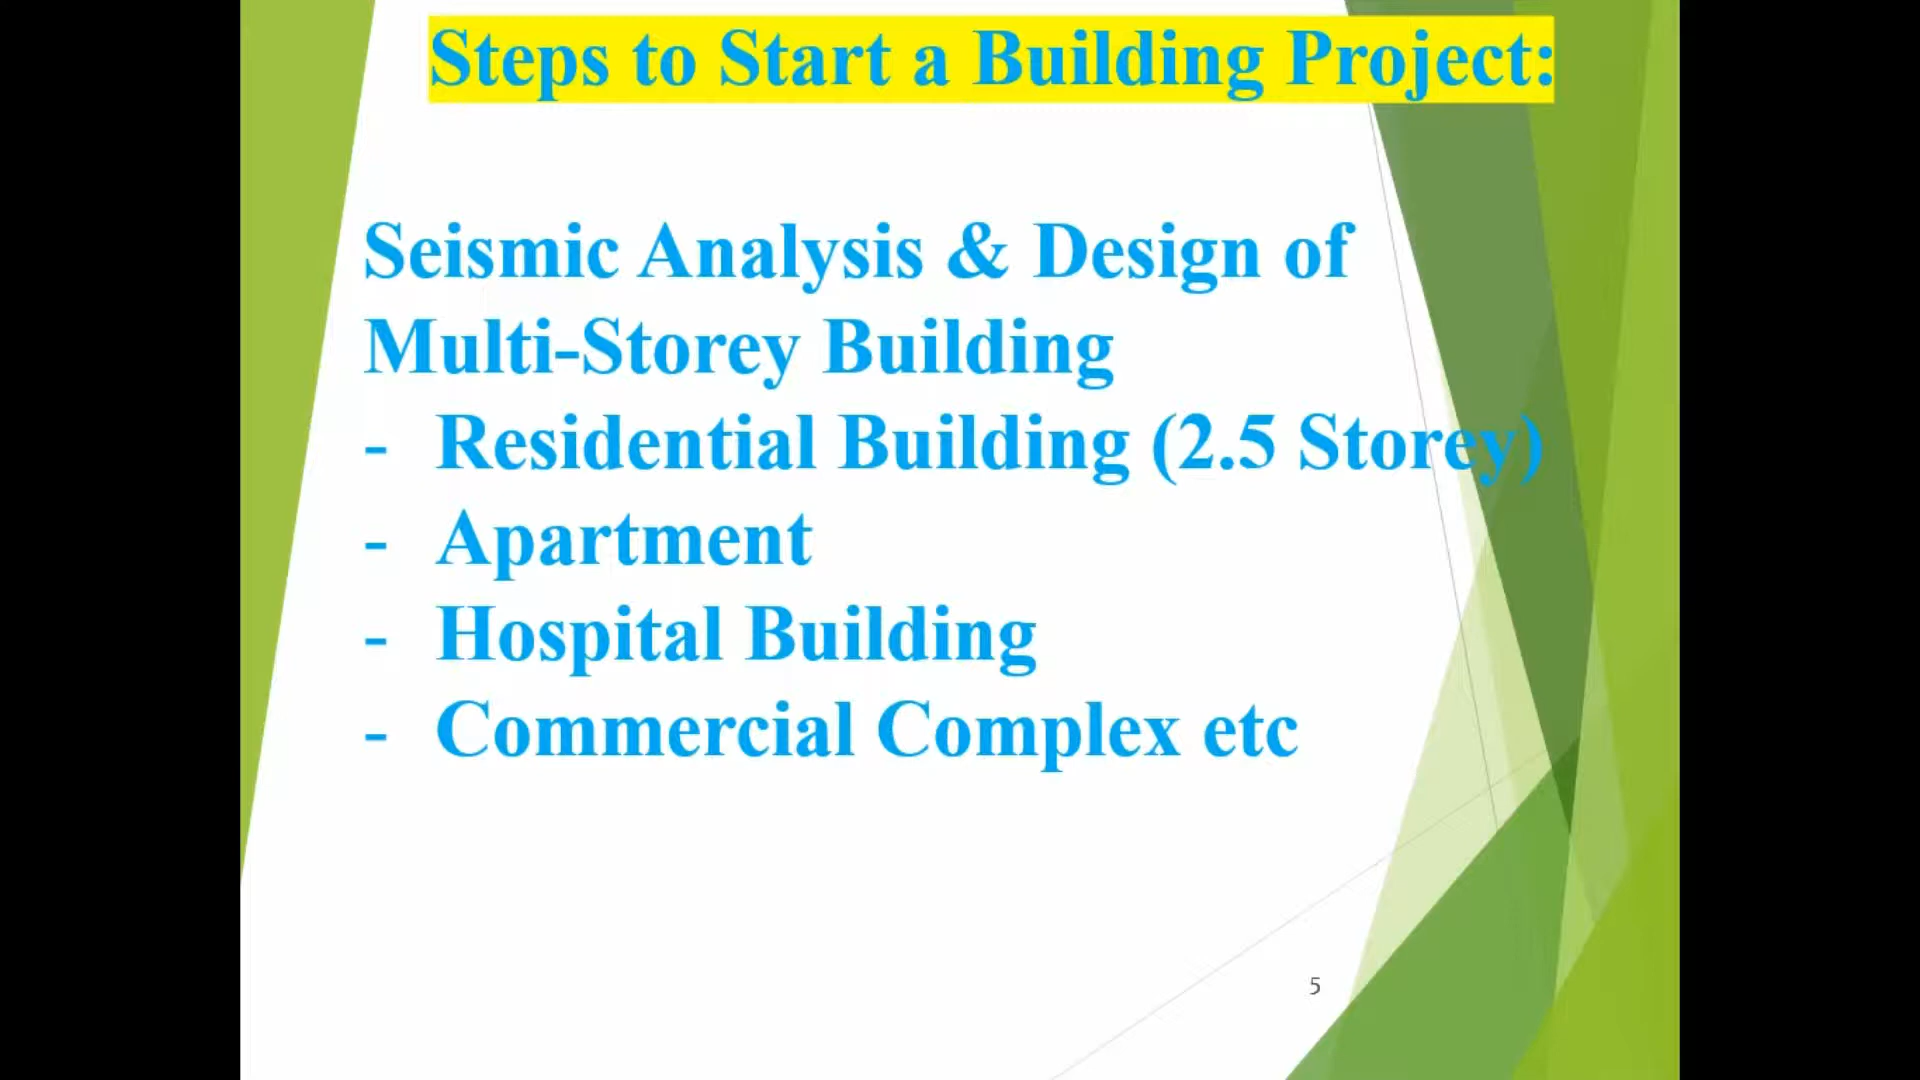 Steps to Start a Building Project:
Seismic Analysis & Design of
Multi-Storey Building
- Residential Building (2.5 Storey)
- Apartment
- Hospital Building
- Commercial Complex etc
5